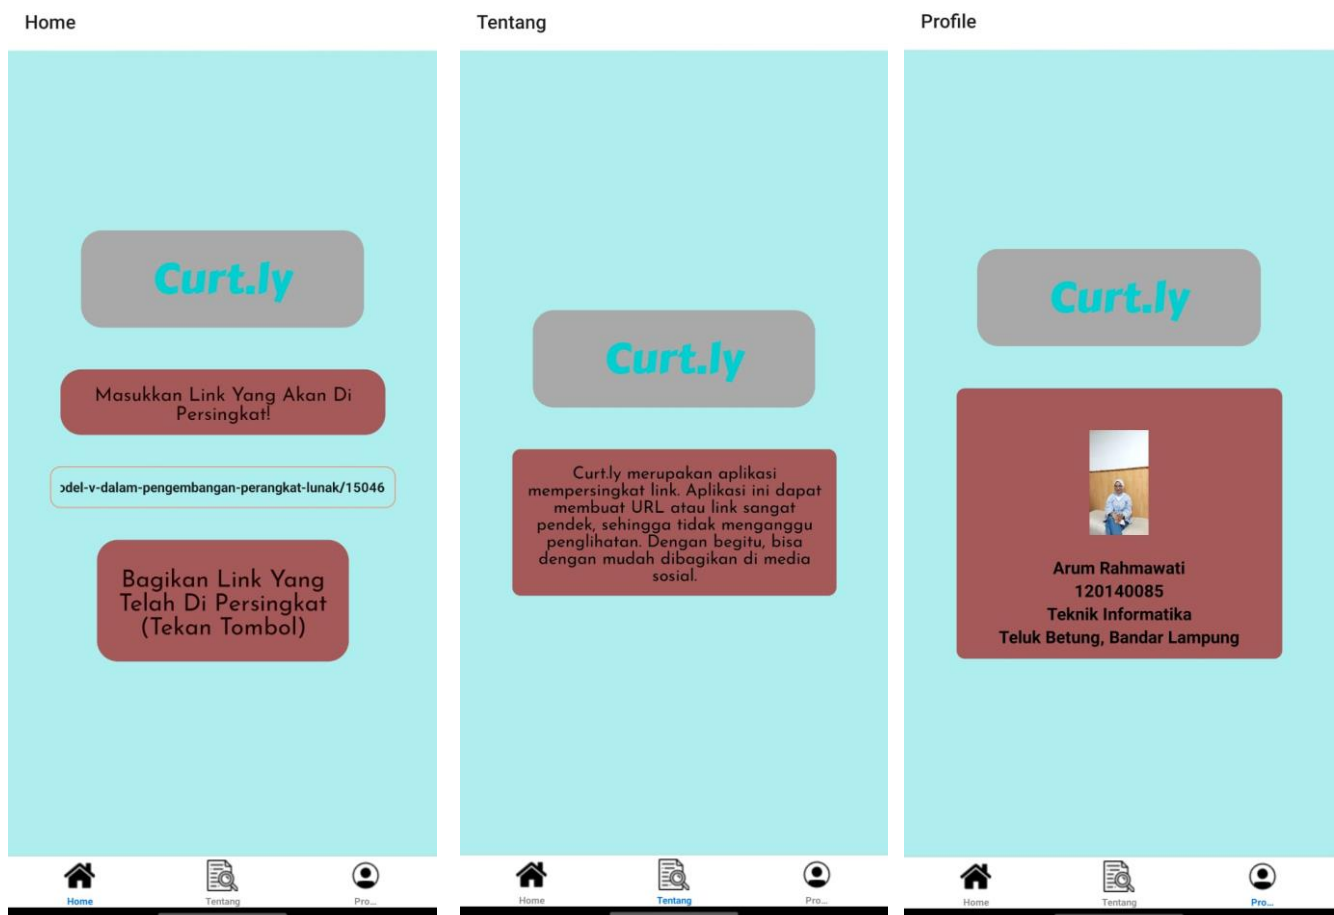 Home
Curt.ly
Masukkan Link Yang Akan Di
Persingkat!
odel-v-dalam-pengembangan-perangkat-lunak/15046
Bagikan Link Yang
Telah Di Persingkat
(Tekan Tombol)
Home
Tentang
Pro...
Tentang
Curt.ly
Curt.ly merupakan aplikasi
mempersingkat link. Aplikasi ini dapat
membuat URL atau link sangat
pendek, sehingga tidak menganggu
penglihatan. Dengan begitu, bisa
dengan mudah dibagikan di media
sosial.
Home
Tentang
Pro...
Profile
Curt.ly
Arum Rahmawati
120140085
Teknik Informatika
Teluk Betung, Bandar Lampung
Home
Tentang
Pro...